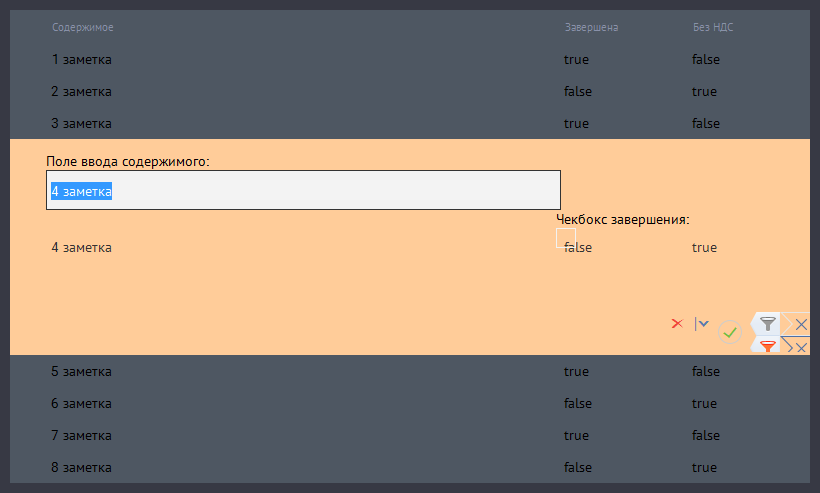 Содержимое Завершена Без НДС
1 заметка true false
2 заметка false true
3 заметка true false
Поле ввода содержимого:
4 заметка
Чекбокс завершения:
4 заметка false true
5 заметка true false
6 заметка false true
7 заметка true false
8 заметка false true